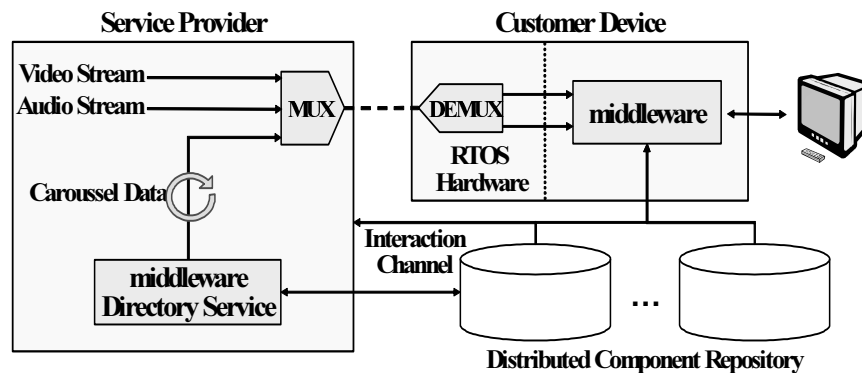 Service Provider
Customer Device
Video Stream
Audio Stream
MUX
DEMUX
middleware
RTOS
Hardware
Caroussel Data
Interaction
Channel
middleware
Directory Service
...
Distributed Component Repository